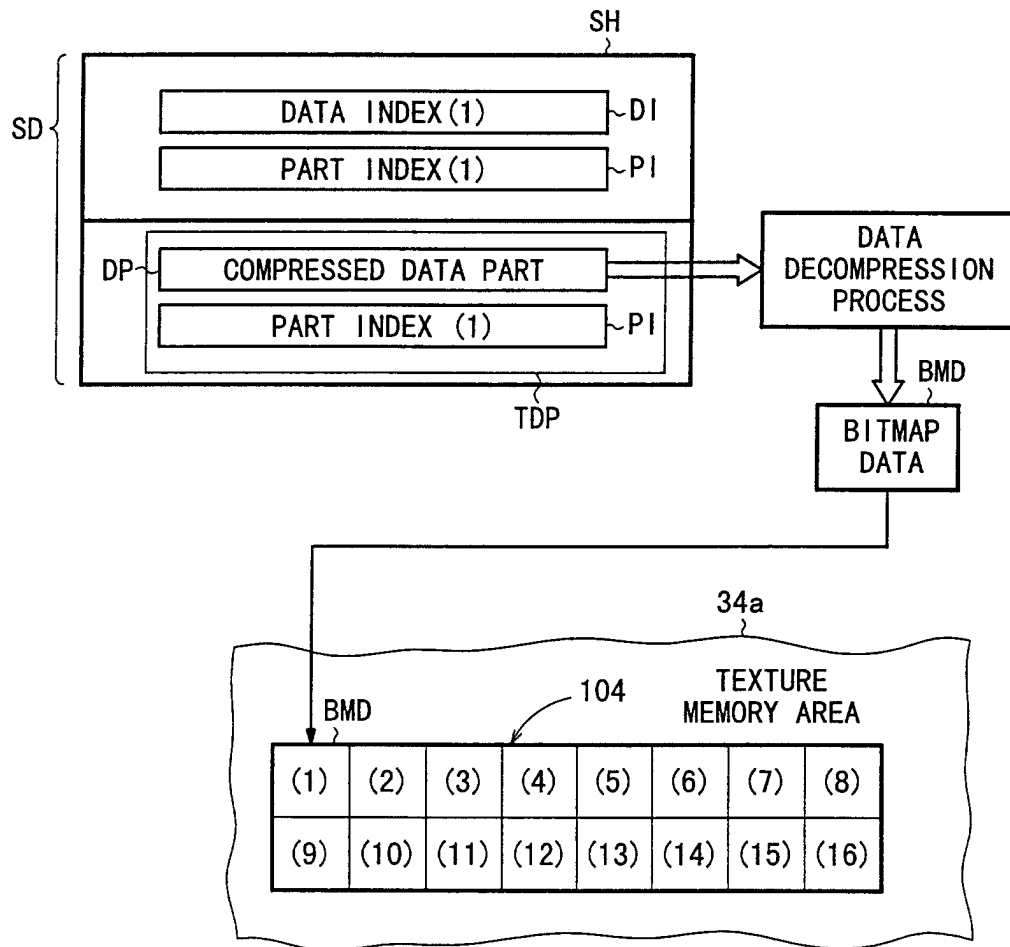 SH
SD
DATA INDEX(1)
DI
PART INDEX(1)
PI
DP
COMPRESSED DATA PART
PART INDEX (1)
PI
TDP
DATA
DECOMPRESSION
PROCESS
BMD
BITMAP
DATA
34a
TEXTURE
MEMORY AREA
104
BMD
(1) (2) (3) (4) (5) (6) (7) (8)
(9) (10) (11) (12) (13) (14) (15) (16)